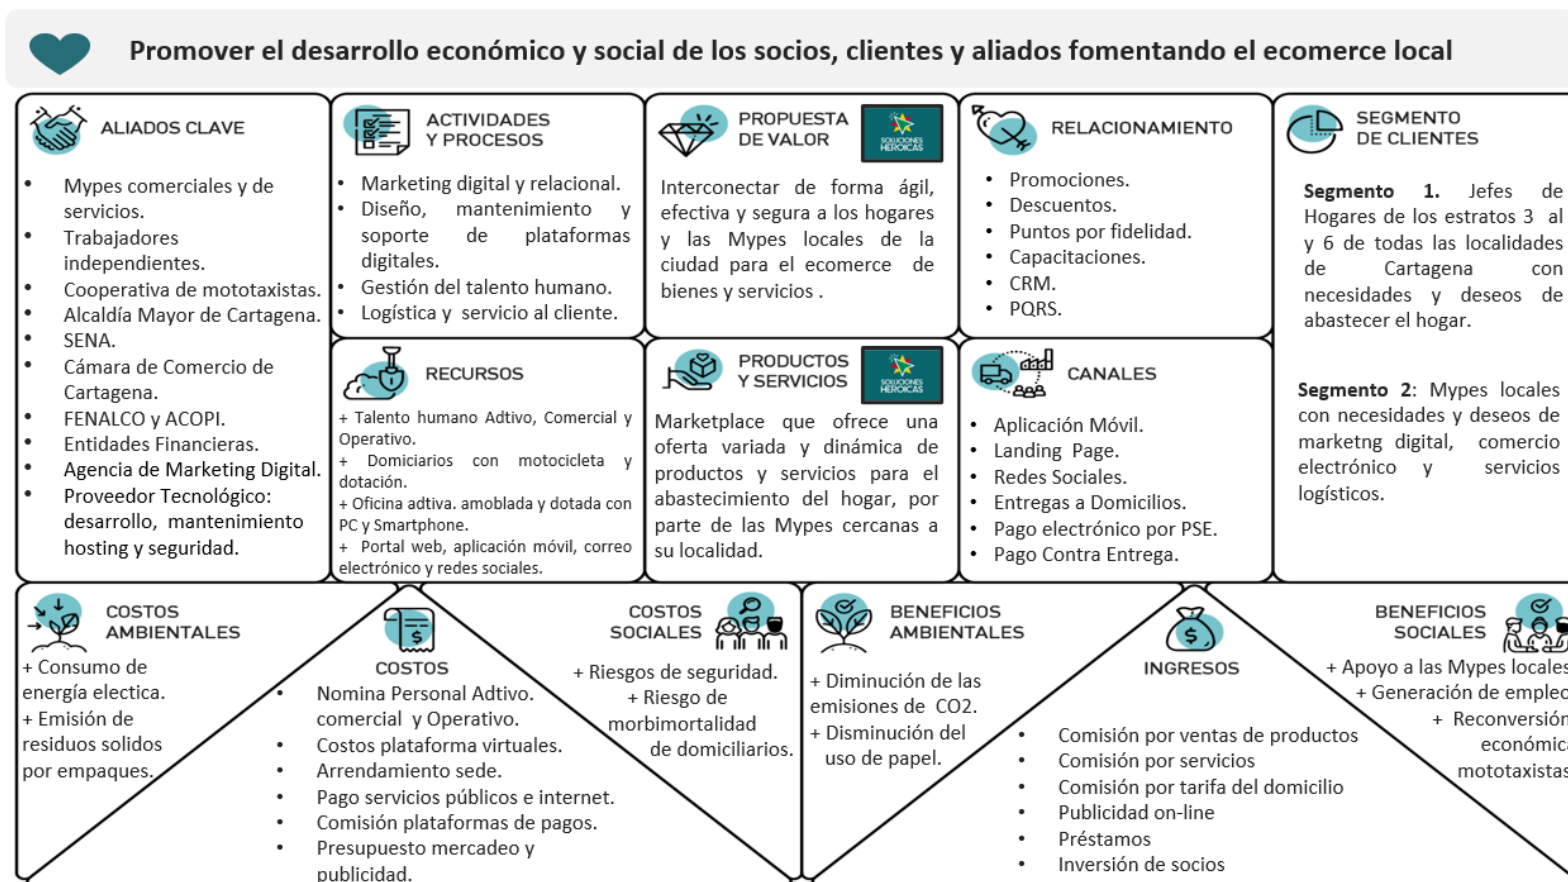 Promover el desarrollo económico y social de los socios, clientes y aliados fomentando el ecomerce local
ALIADOS CLAVE
• Mypes comerciales y de
servicios.
• Trabajadores
independientes.
• Cooperativa de mototaxistas.
• Alcaldía Mayor de Cartagena.
• SENA.
• Cámara de Comercio de
Cartagena.
• FENALCO y ACOPI.
• Entidades Financieras.
• Agencia de Marketing Digital.
• Proveedor Tecnológico:
desarrollo, mantenimiento
hosting y seguridad.
ACTIVIDADES
Y PROCESOS
• Marketing digital y relacional.
• Diseño, mantenimiento y
soporte de plataformas
digitales.
• Gestión del talento humano.
• Logística y servicio al cliente.
RECURSOS
+ Talento humano Adtivo, Comercial y
Operativo.
+ Domiciarios con motocicleta y
dotación.
+ Oficina adtiva. amoblada y dotada con
PC y Smartphone.
+ Portal web, aplicación móvil, correo
electrónico y redes sociales.
PROPUESTA
DE VALOR
SOLUCIONES
HEROICAS
Interconectar de forma ágil,
efectiva y segura a los hogares
y las Mypes locales de la
ciudad para el ecomerce de
bienes y servicios .
PRODUCTOS
Y SERVICIOS
SOLUCIONES
HEROICAS
Marketplace que ofrece una
oferta variada y dinámica de
productos y servicios para el
abastecimiento del hogar, por
parte de las Mypes cercanas a
su localidad.
RELACIONAMIENTO
• Promociones.
• Descuentos.
• Puntos por fidelidad.
• Capacitaciones.
• CRM.
• PQRS.
CANALES
• Aplicación Móvil.
• Landing Page.
• Redes Sociales.
• Entregas a Domicilios.
• Pago electrónico por PSE.
• Pago Contra Entrega.
SEGMENTO
DE CLIENTES
Segmento 1. Jefes de
Hogares de los estratos 3 al
y 6 de todas las localidades
de Cartagena con
necesidades y deseos de
abastecer el hogar.
Segmento 2: Mypes locales
con necesidades y deseos de
marketng digital, comercio
electrónico y servicios
logísticos.
COSTOS
AMBIENTALES
+ Consumo de
energía electica.
+ Emisión de
residuos solidos
por empaques.
$
COSTOS
• Nomina Personal Adtivo.
comercial y Operativo.
• Costos plataforma virtuales.
• Arrendamiento sede.
• Pago servicios públicos e internet.
• Comisión plataformas de pagos.
• Presupuesto mercadeo y
publicidad.
COSTOS
SOCIALES
+ Riesgos de seguridad.
+ Riesgo de
morbimortalidad
de domiciliarios.
BENEFICIOS
AMBIENTALES
+ Diminución de las
emisiones de CO2.
+ Disminución del
uso de papel.
$
INGRESOS
• Comisión por ventas de productos
• Comisión por servicios
• Comisión por tarifa del domicilio
• Publicidad on-line
• Préstamos
• Inversión de socios
BENEFICIOS
SOCIALES
+ Apoyo a las Mypes locales
+ Generación de empleo
+ Reconversión
económica
mototaxistas